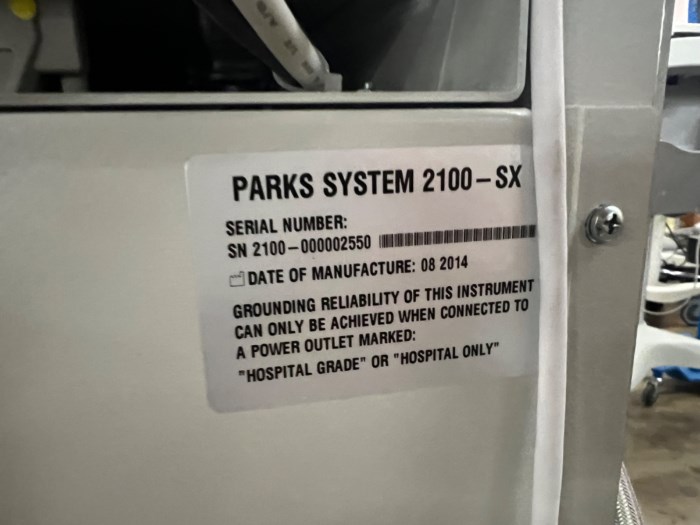 PARKS SYSTEM 2100-SX
SERIAL NUMBER:
SN 2100-000002550
DATE OF MANUFACTURE: 08 2014
GROUNDING RELIABILITY OF THIS INSTRUMENT
CAN ONLY BE ACHIEVED WHEN CONNECTED TO
A POWER OUTLET MARKED:
"HOSPITAL GRADE" OR "HOSPITAL ONLY"